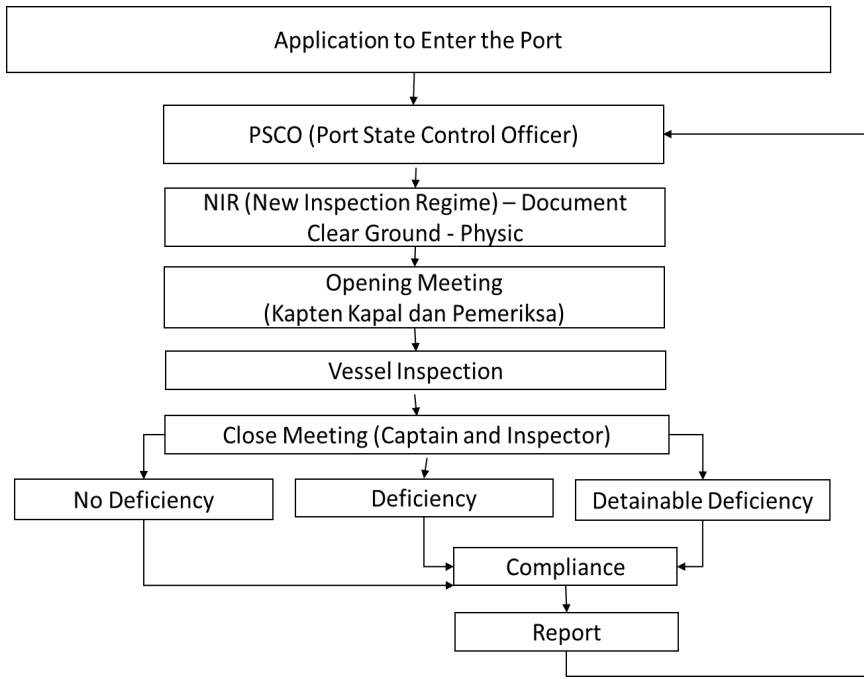 Application to Enter the Port
PSCO (Port State Control Officer)
NIR (New Inspection Regime) – Document
Clear Ground - Physic
Opening Meeting
(Kapten Kapal dan Pemeriksa)
Vessel Inspection
Close Meeting (Captain and Inspector)
No Deficiency
Deficiency
Detainable Deficiency
Compliance
Report